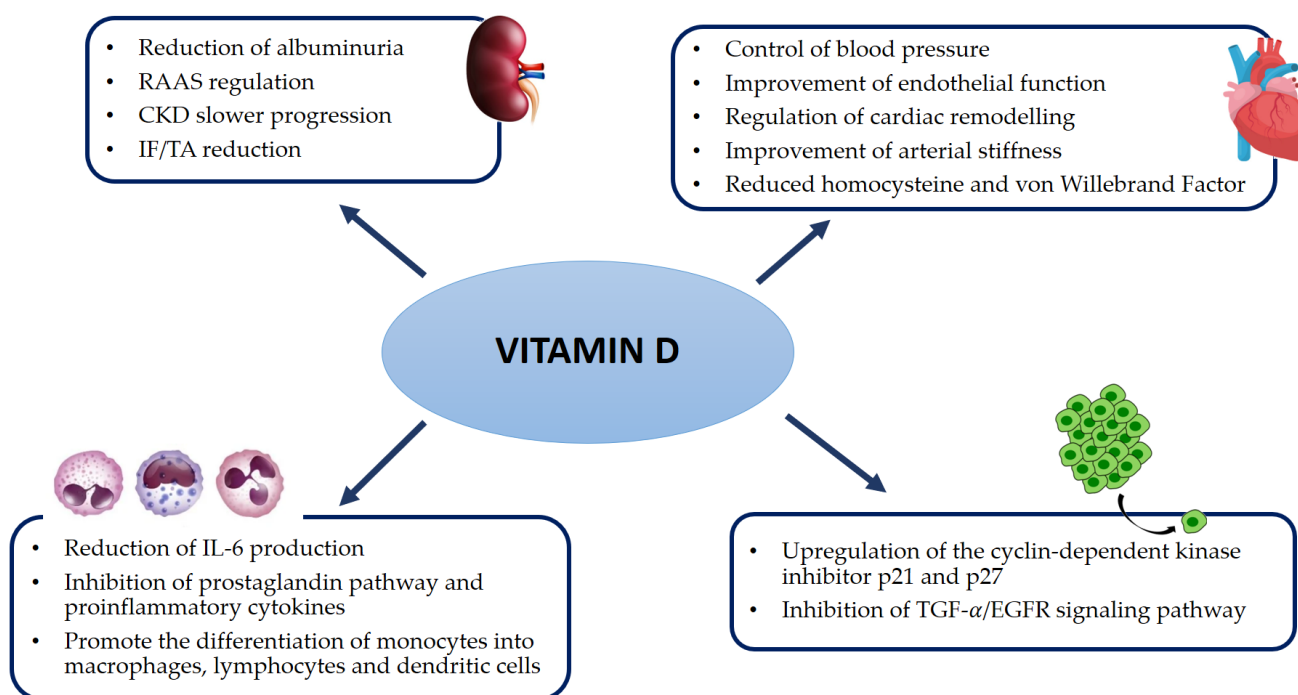 • Reduction of albuminuria
• RAAS regulation
• CKD slower progression
• IF/TA reduction
• Control of blood pressure
• Improvement of endothelial function
• Regulation of cardiac remodelling
• Improvement of arterial stiffness
• Reduced homocysteine and von Willebrand Factor
VITAMIN D
• Reduction of IL-6 production
• Inhibition of prostaglandin pathway and
proinflammatory cytokines
• Promote the differentiation of monocytes into
macrophages, lymphocytes and dendritic cells
• Upregulation of the cyclin-dependent kinase
inhibitor p21 and p27
• Inhibition of TGF-α/EGFR signaling pathway